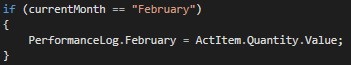 if (currentMonth == "February")
{
    PerformanceLog.February = ActItem.Quantity.Value;
}